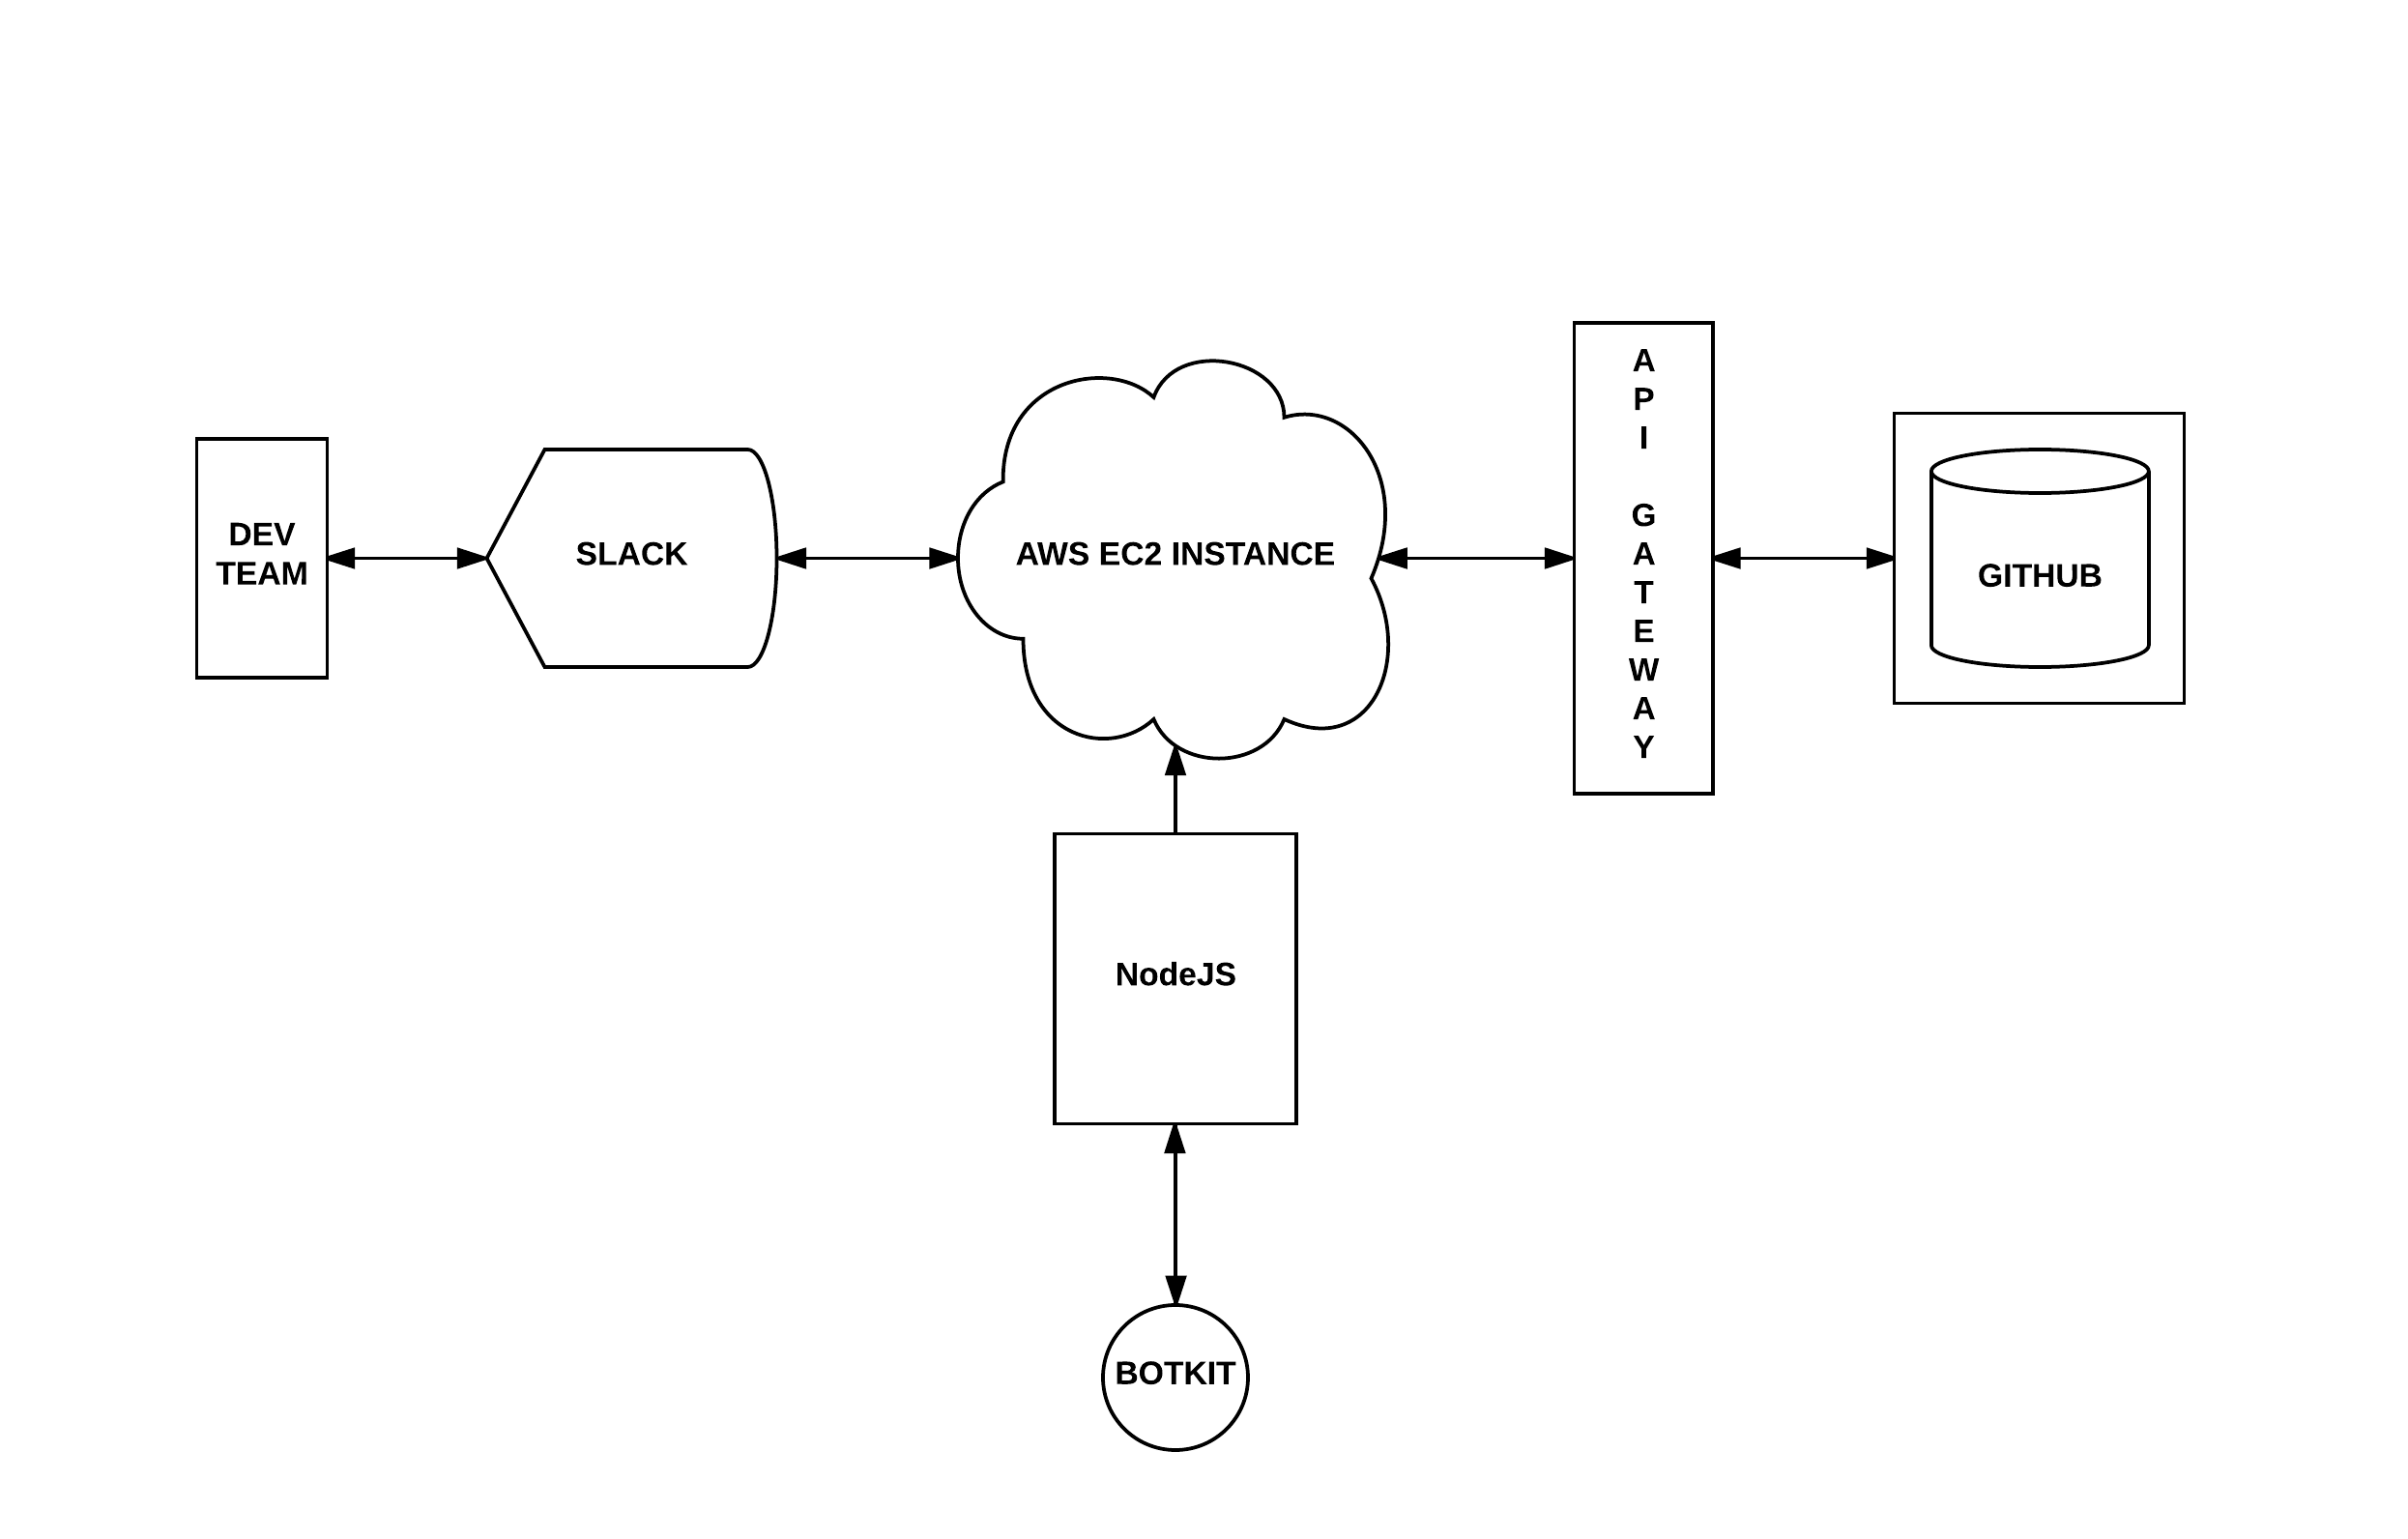 DEV
TEAM
SLACK
AWS EC2 INSTANCE
A
P
I
G
A
T
E
W
A
Y
GITHUB
NodeJS
BOTKIT